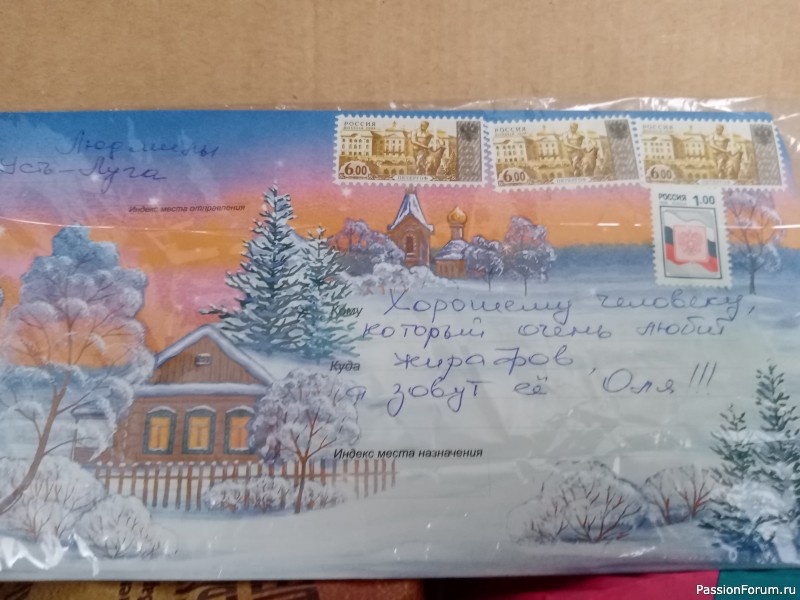 Людмилы
Усть-Луга
Индекс места отправления
РОССИЯ
6.00
РОССИЯ
6.00
РОССИЯ
6.00
РОССИЯ 1.00
Кому Хорошему человеку,
который очень любит
Куда жирафов
а зовут её Оля!!!
Индекс места назначения
PassionForum.ru